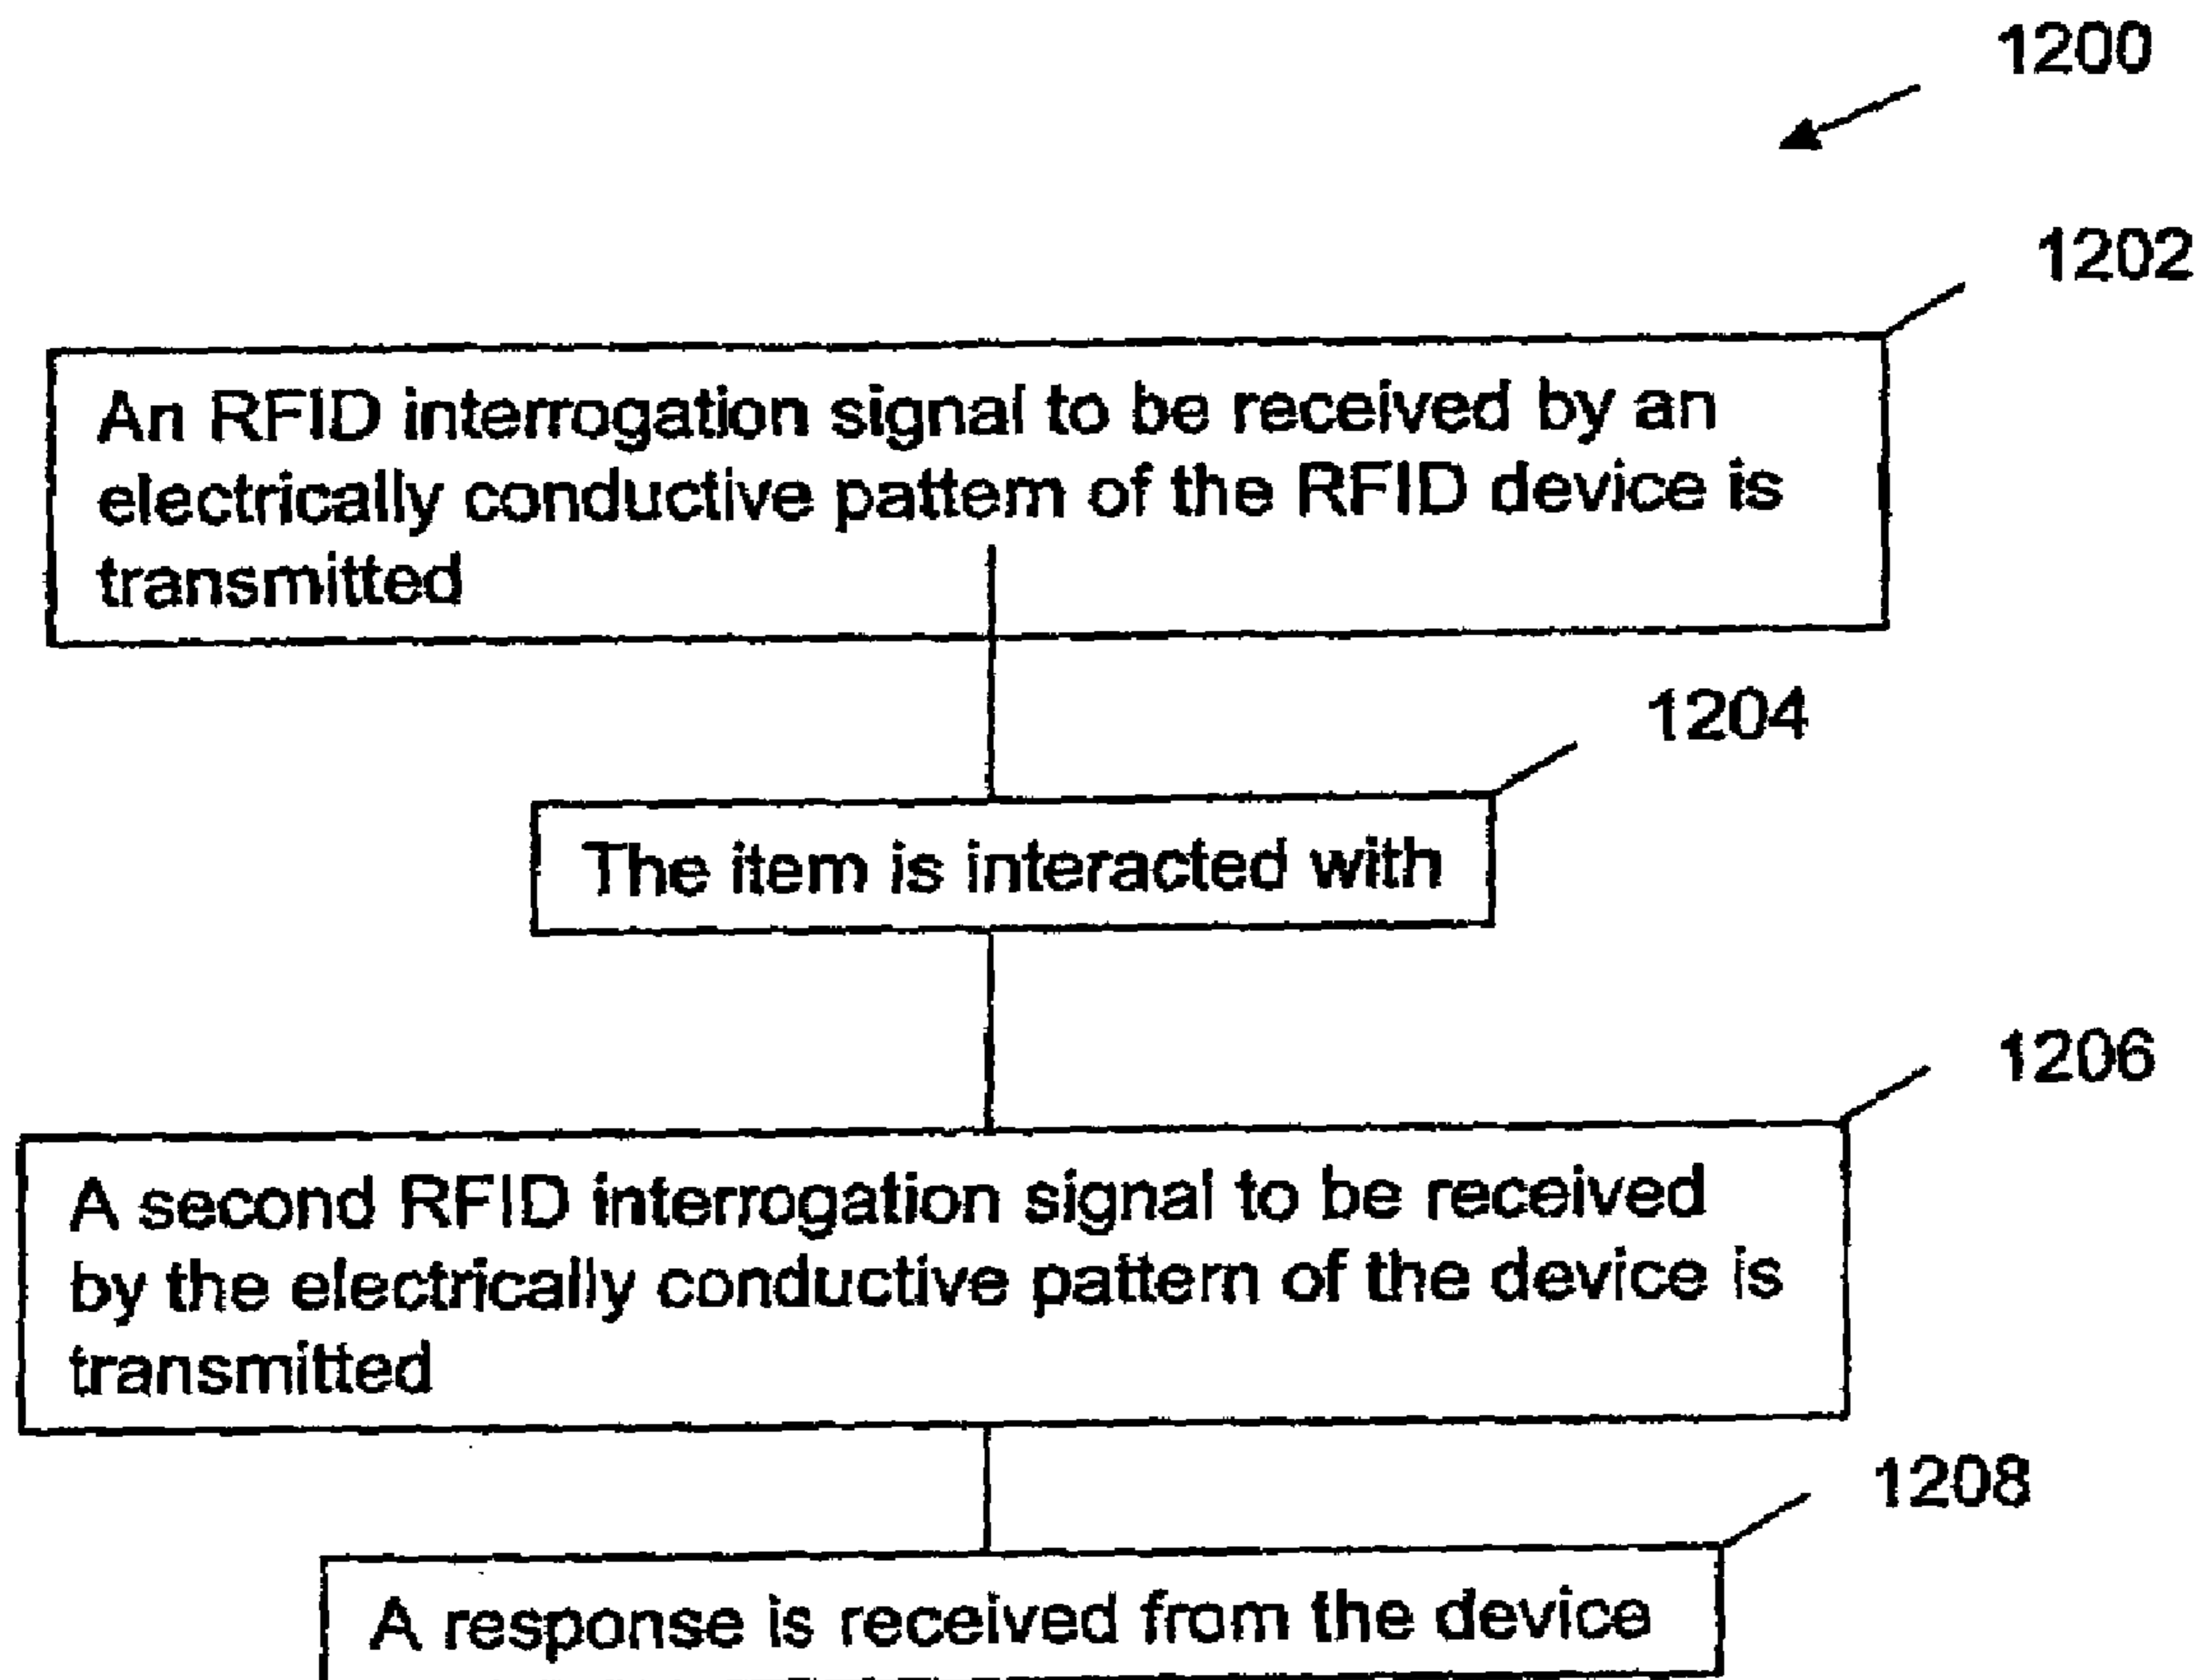 1200
1202
An RFID interrogation signal to be received by an
electrically conductive pattern of the RFID device is
transmitted
1204
The item is interacted with
1206
A second RFID interrogation signal to be received
by the electrically conductive pattern of the device is
transmitted
1208
A response is received from the device